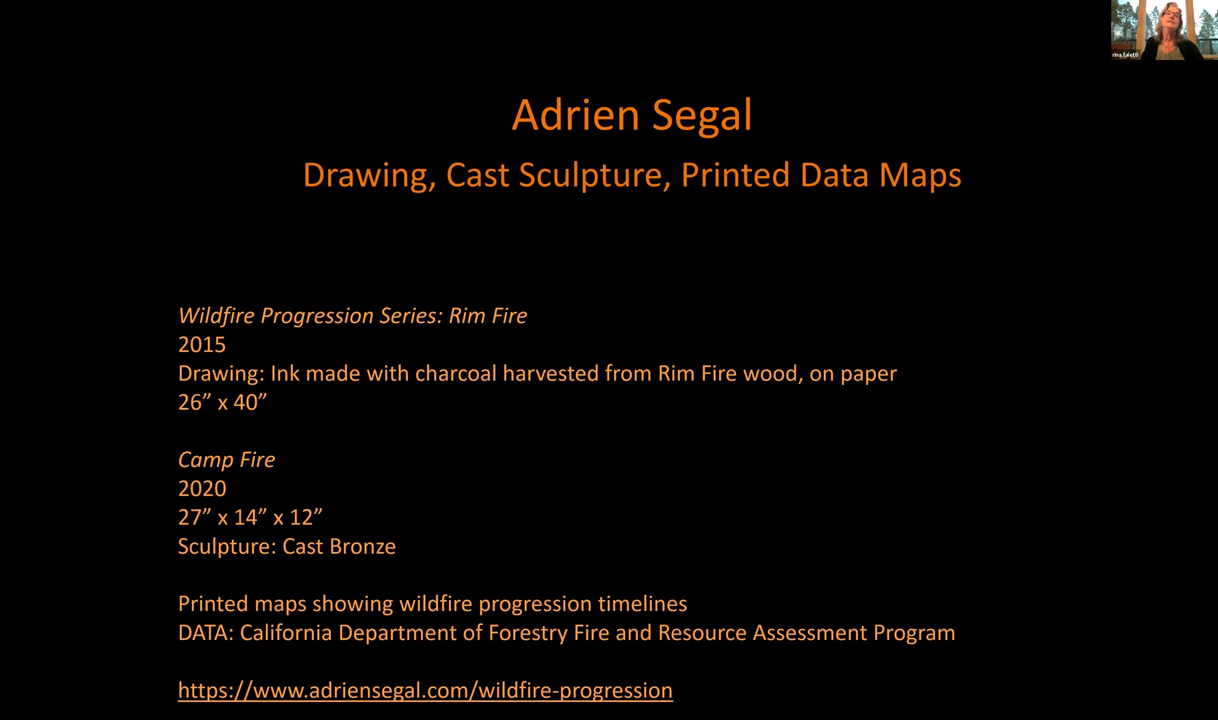 Adrien Segal
Drawing, Cast Sculpture, Printed Data Maps
Wildfire Progression Series: Rim Fire
2015
Drawing: Ink made with charcoal harvested from Rim Fire wood, on paper
26” x 40”
Camp Fire
2020
27” x 14” x 12”
Sculpture: Cast Bronze
Printed maps showing wildfire progression timelines
DATA: California Department of Forestry Fire and Resource Assessment Program
https://www.adriensegal.com/wildfire-progression